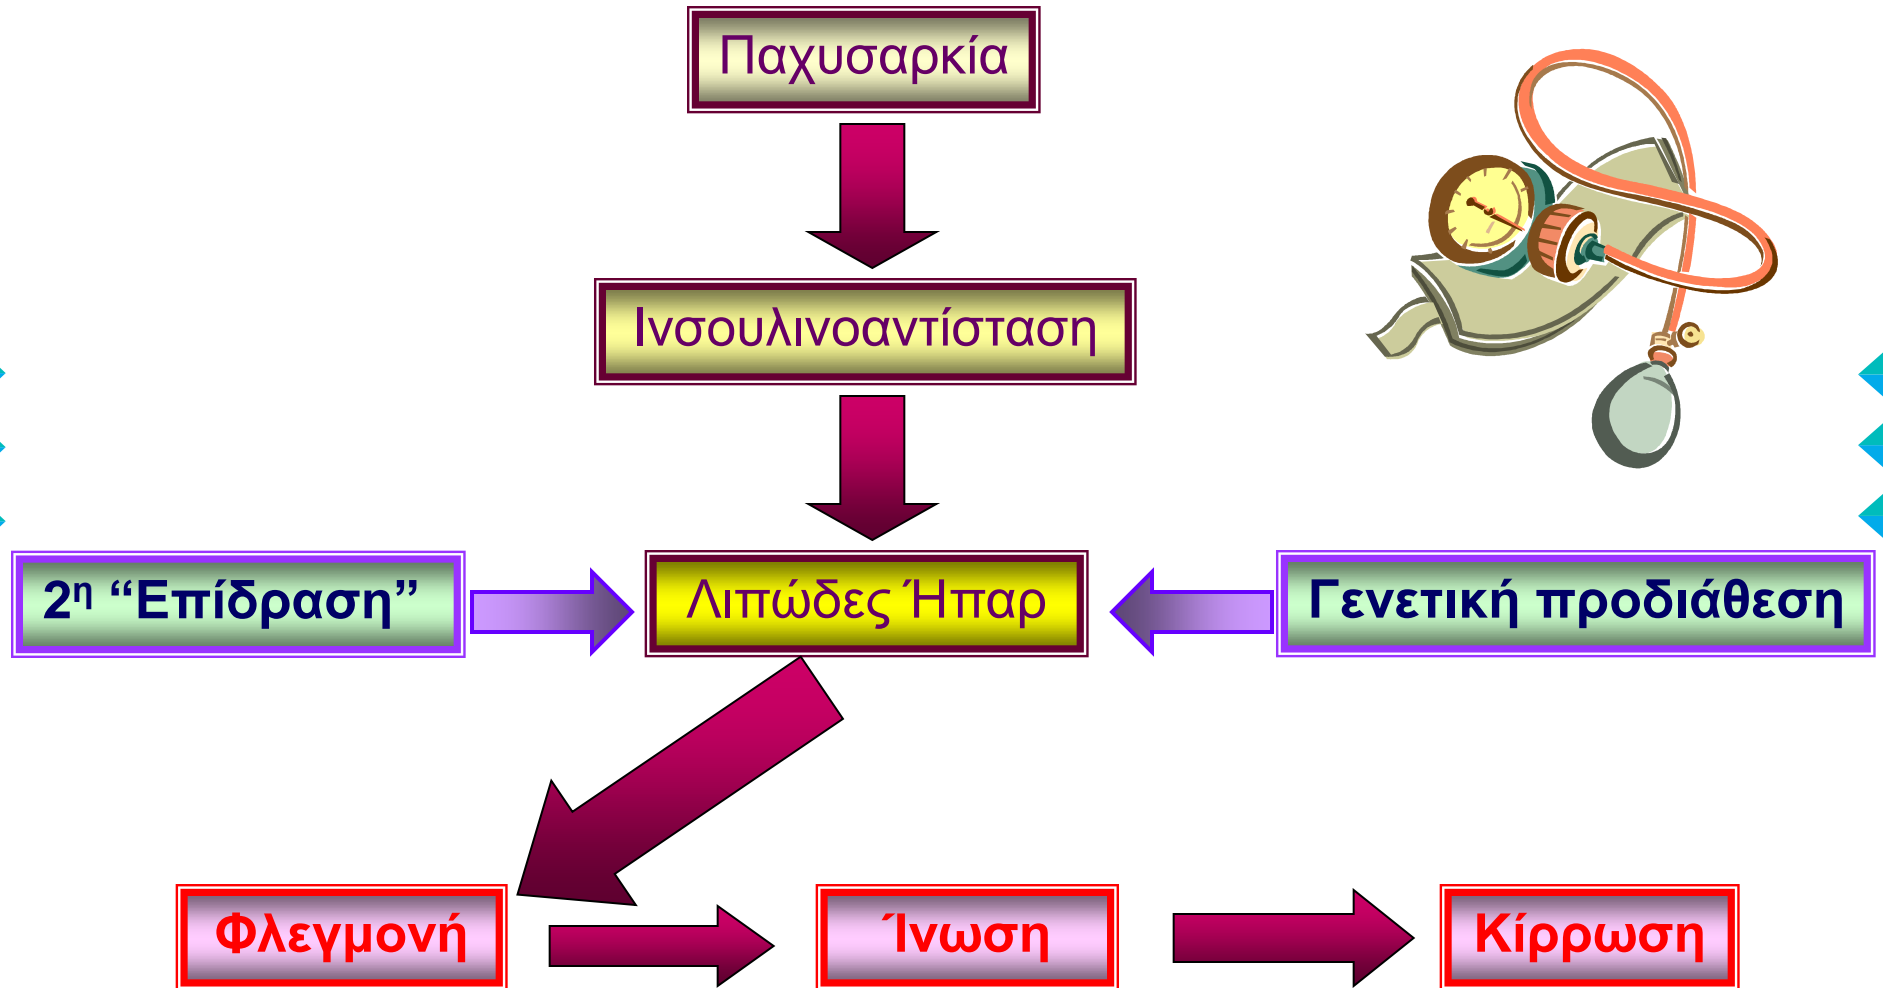 Παχυσαρκία
Ινσουλινοαντίσταση
2η “Επίδραση”
Λιπώδες Ήπαρ
Γενετική προδιάθεση
Φλεγμονή
Ίνωση
Κίρρωση